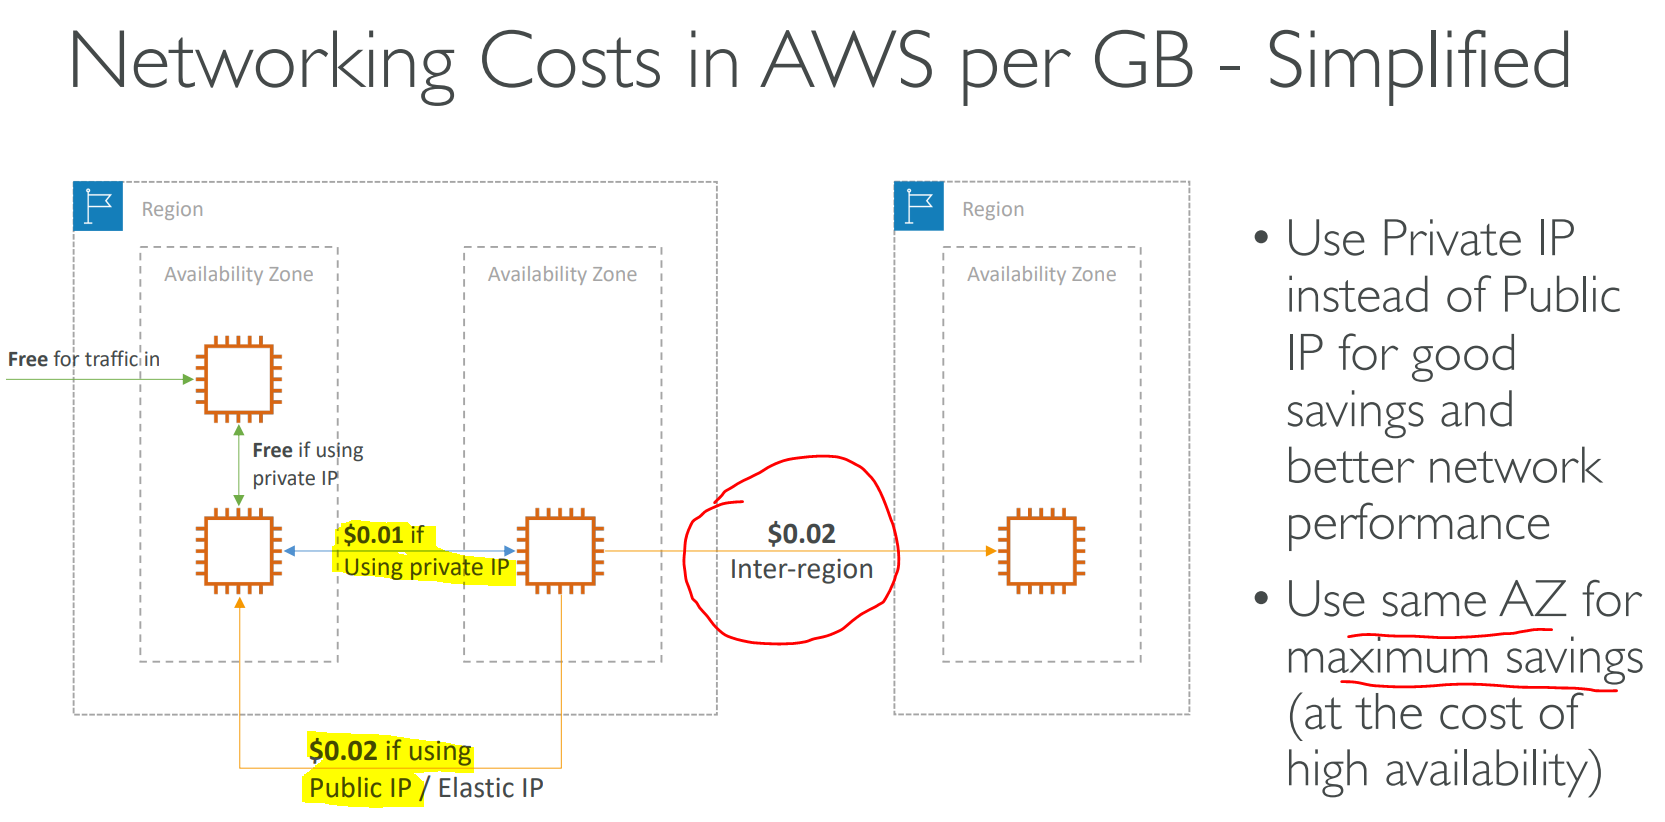 Networking Costs in AWS per GB - Simplified
Region
Availability Zone
Availability Zone
Free for traffic in
Free if using
private IP
$0.01 if
Using private IP
$0.02
Inter-region
$0.02 if using
Public IP / Elastic IP
Region
Availability Zone
• Use Private IP
instead of Public
IP for good
savings and
better network
performance
• Use same AZ for
maximum savings
(at the cost of
high availability)